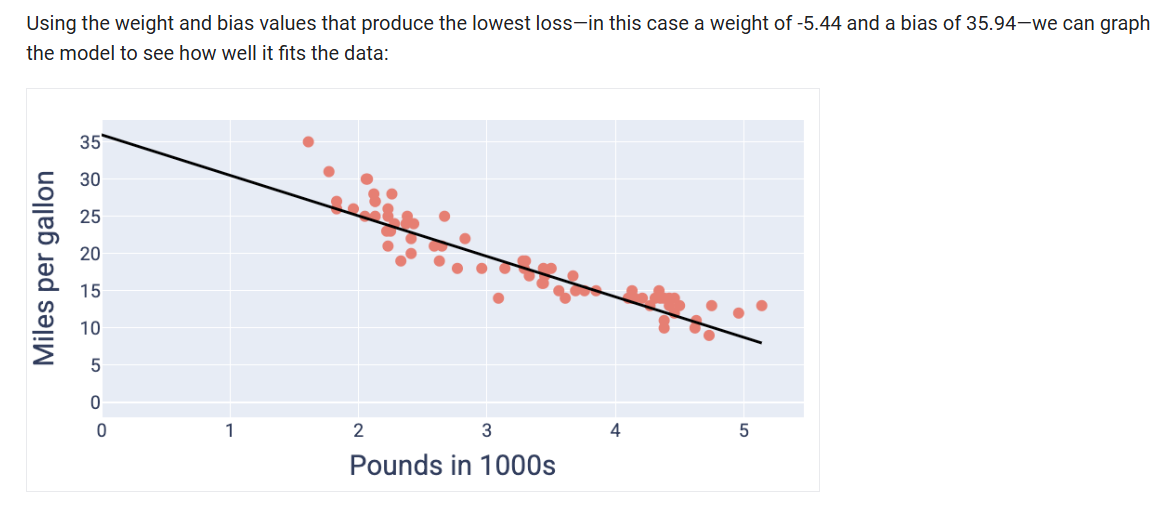 Using the weight and bias values that produce the lowest loss—in this case a weight of -5.44 and a bias of 35.94—we can graph
the model to see how well it fits the data:
35
30
25
20
15
10
5
0
Miles per gallon
0 1 2 3 4 5
Pounds in 1000s